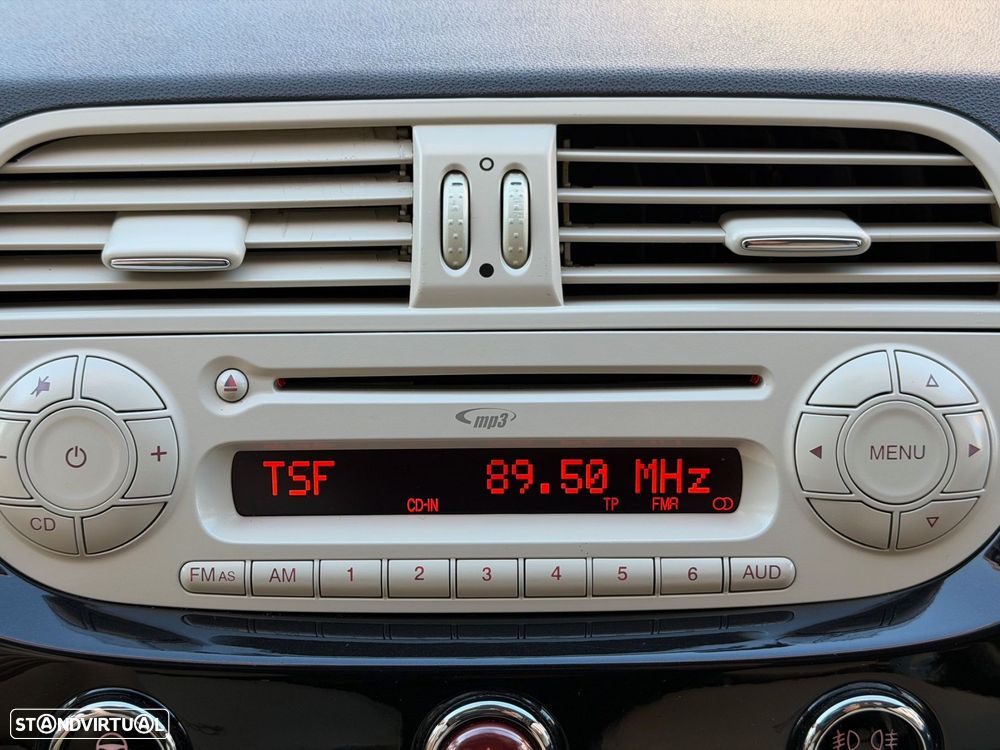 mp3
TSF 89.50 MHz
CD-IN TP FMA
MENU
CD
FM AS AM 1 2 3 4 5 6 AUD
STANDVIRTUAL